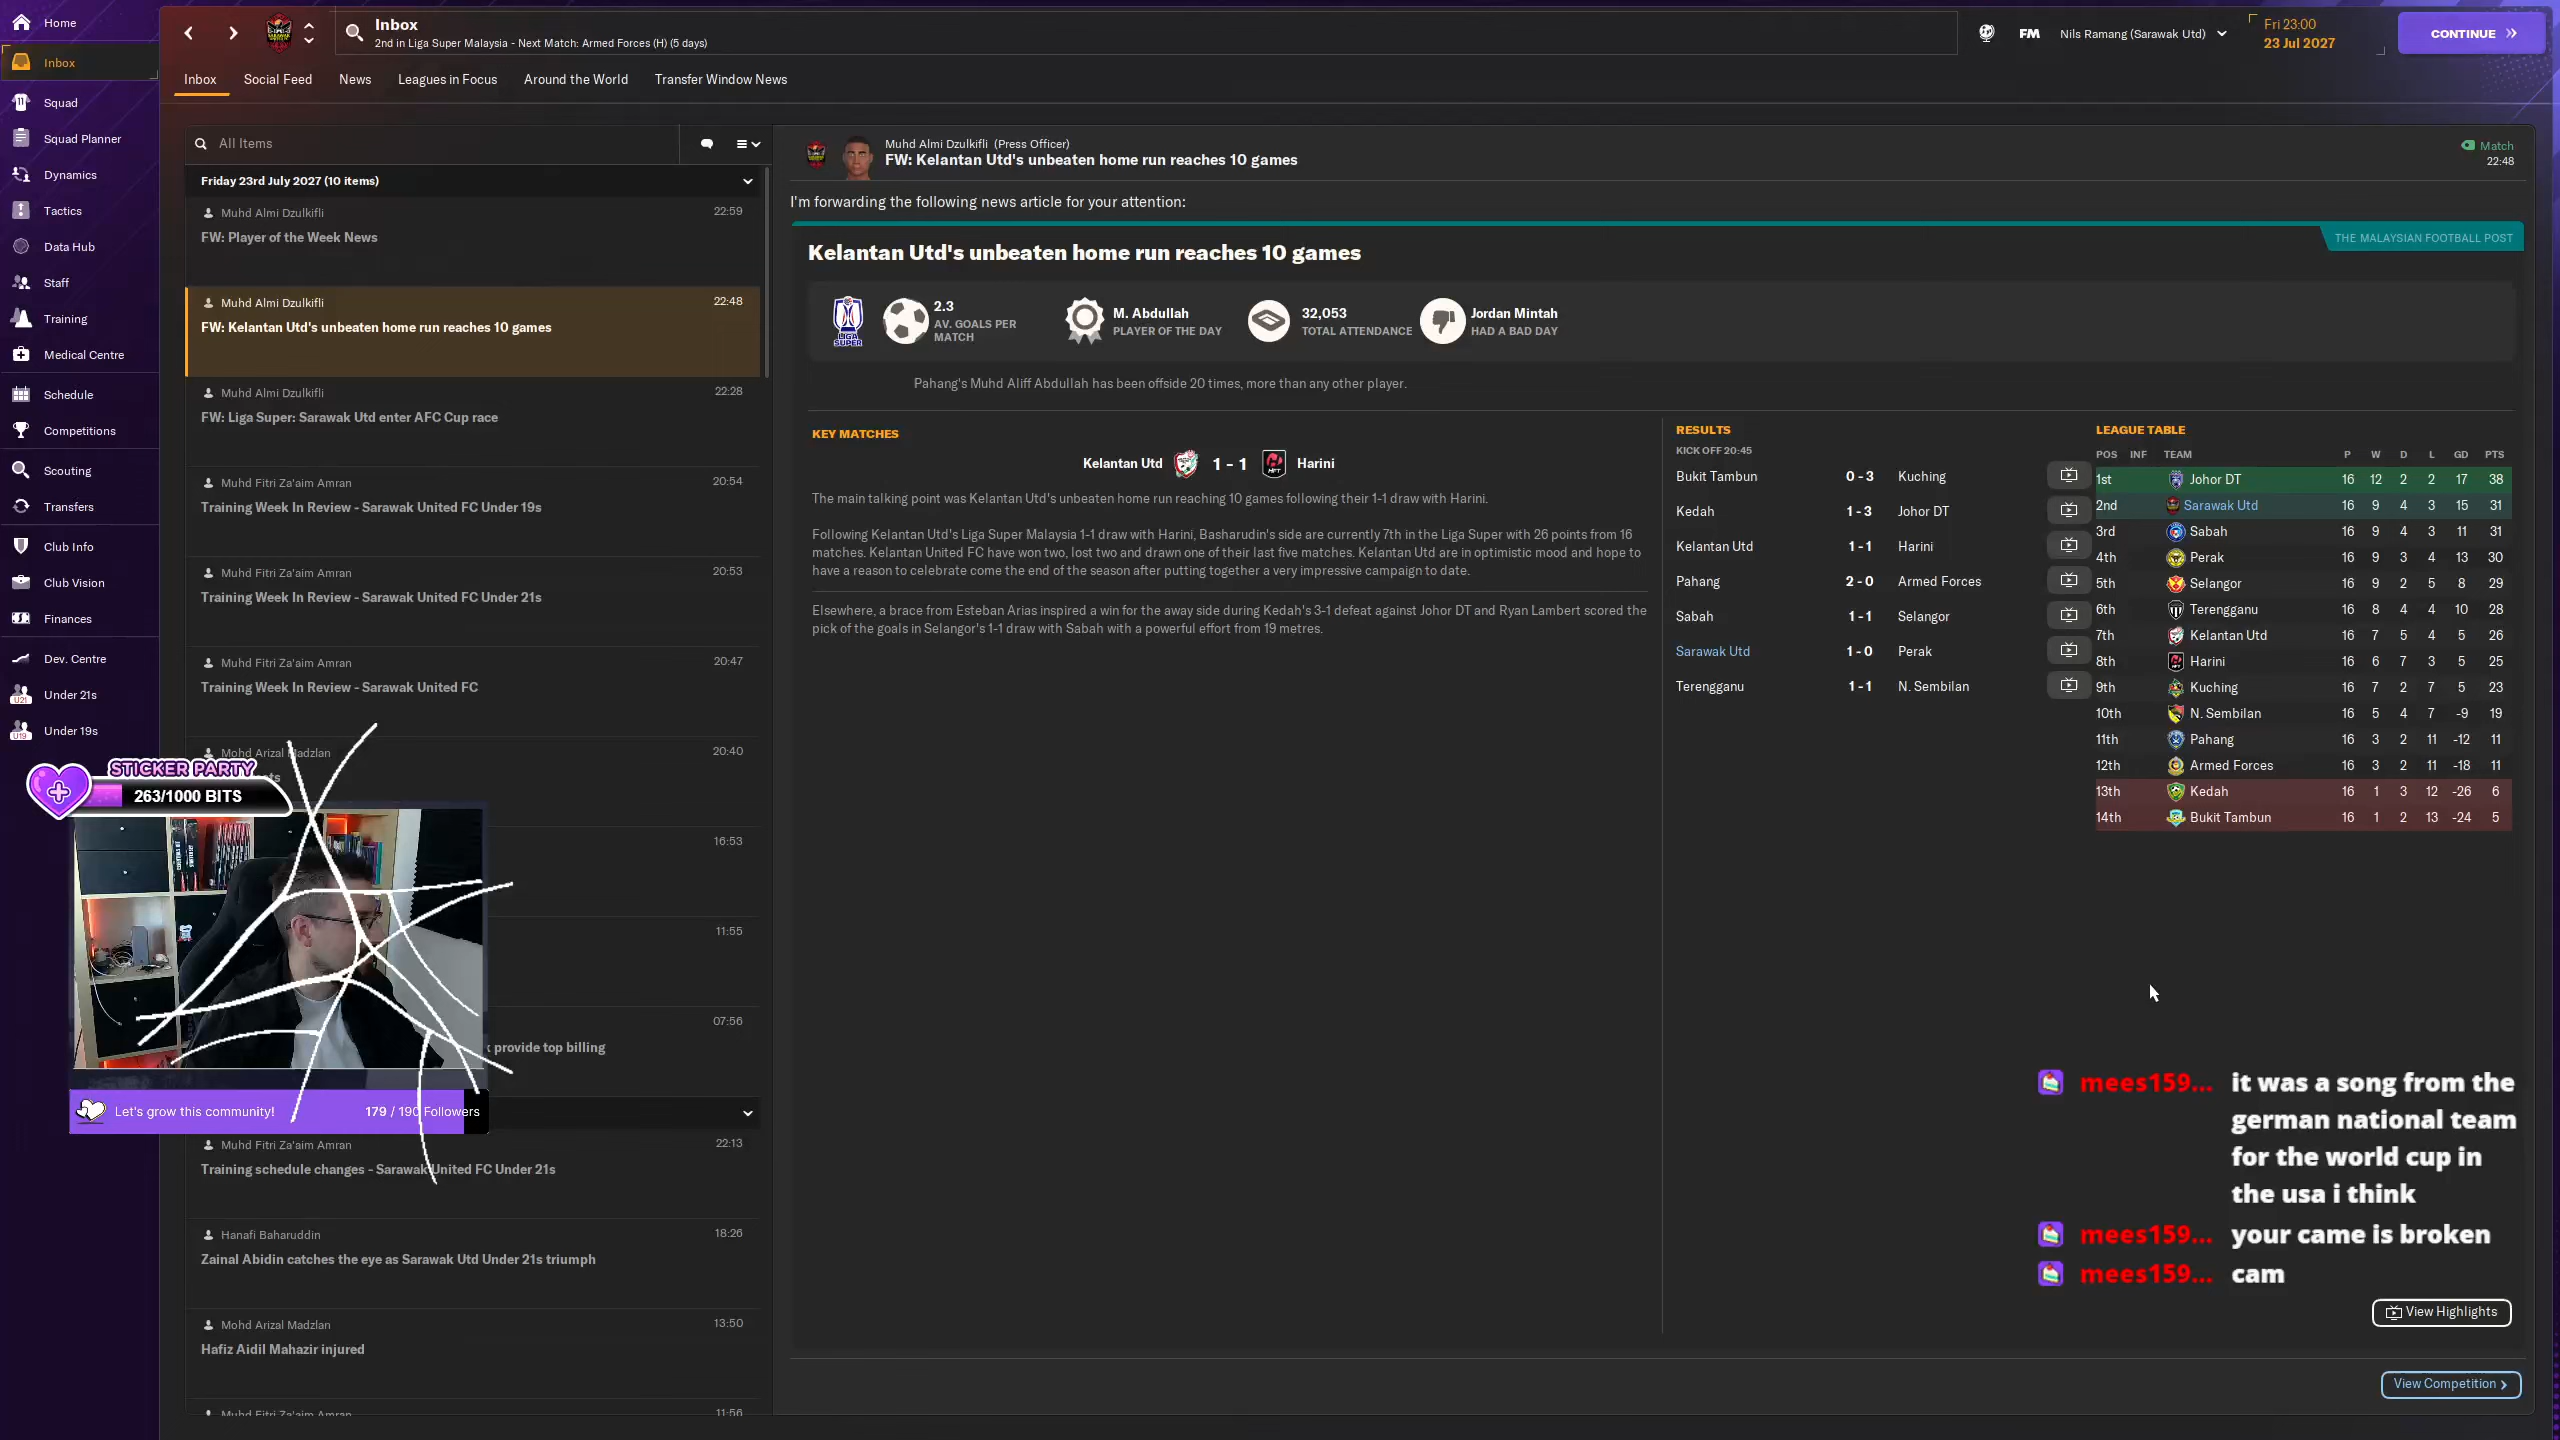 Home
Inbox
Squad
Squad Planner
Dynamics
Tactics
Data Hub
Staff
Training
Medical Centre
Schedule
Competitions
Scouting
Transfers
Club Info
Club Vision
Finances
Dev. Centre
Under 21s
Under 19s
Inbox
2nd in Liga Super Malaysia - Next Match: Armed Forces (H) (5 days)
FM
Nils Ramang (Sarawak Utd)
Fri 23:00
23 Jul 2027
CONTINUE
Inbox Social Feed News Leagues in Focus Around the World Transfer Window News
All Items
Friday 23rd July 2027 (10 items)
Muhd Almi Dzulkifli 22:59
FW: Player of the Week News
Muhd Almi Dzulkifli 22:48
FW: Kelantan Utd's unbeaten home run reaches 10 games
Muhd Almi Dzulkifli 22:28
FW: Liga Super: Sarawak Utd enter AFC Cup race
Muhd Fitri Za'aim Amran 20:54
Training Week In Review - Sarawak United FC Under 19s
Muhd Fitri Za'aim Amran 20:53
Training Week In Review - Sarawak United FC Under 21s
Muhd Fitri Za'aim Amran 20:47
Training Week In Review - Sarawak United FC
Mohd Arizal Madzlan 20:40
16:53
11:55
07:56
provide top billing
Muhd Fitri Za'aim Amran 22:13
Training schedule changes - Sarawak United FC Under 21s
Hanafi Baharuddin 18:26
Zainal Abidin catches the eye as Sarawak Utd Under 21s triumph
Mohd Arizal Madzlan 13:50
Hafiz Aidil Mahazir injured
Muhd Fitri Za'aim Amran 11:56
STICKER PARTY
263/1000 BITS
Let's grow this community! 179 / 190 Followers
Muhd Almi Dzulkifli (Press Officer)
FW: Kelantan Utd's unbeaten home run reaches 10 games
Match
22:48
I'm forwarding the following news article for your attention:
THE MALAYSIAN FOOTBALL POST
Kelantan Utd's unbeaten home run reaches 10 games
LIGA SUPER
2.3
AV. GOALS PER
MATCH
M. Abdullah
PLAYER OF THE DAY
32,053
TOTAL ATTENDANCE
Jordan Mintah
HAD A BAD DAY
Pahang's Muhd Aliff Abdullah has been offside 20 times, more than any other player.
KEY MATCHES
Kelantan Utd 1 - 1 Harini
The main talking point was Kelantan Utd's unbeaten home run reaching 10 games following their 1-1 draw with Harini.
Following Kelantan Utd's Liga Super Malaysia 1-1 draw with Harini, Basharudin's side are currently 7th in the Liga Super with 26 points from 16
matches. Kelantan United FC have won two, lost two and drawn one of their last five matches. Kelantan Utd are in optimistic mood and hope to
have a reason to celebrate come the end of the season after putting together a very impressive campaign to date.
Elsewhere, a brace from Esteban Arias inspired a win for the away side during Kedah's 3-1 defeat against Johor DT and Ryan Lambert scored the
pick of the goals in Selangor's 1-1 draw with Sabah with a powerful effort from 19 metres.
RESULTS
KICK OFF 20:45
Bukit Tambun 0 - 3 Kuching
Kedah 1 - 3 Johor DT
Kelantan Utd 1 - 1 Harini
Pahang 2 - 0 Armed Forces
Sabah 1 - 1 Selangor
Sarawak Utd 1 - 0 Perak
Terengganu 1 - 1 N. Sembilan
LEAGUE TABLE
POS INF TEAM P W D L GD PTS
1st Johor DT 16 12 2 2 17 38
2nd Sarawak Utd 16 9 4 3 15 31
3rd Sabah 16 9 4 3 11 31
4th Perak 16 9 3 4 13 30
5th Selangor 16 9 2 5 8 29
6th Terengganu 16 8 4 4 10 28
7th Kelantan Utd 16 7 5 4 5 26
8th Harini 16 6 7 3 5 25
9th Kuching 16 7 2 7 5 23
10th N. Sembilan 16 5 4 7 -9 19
11th Pahang 16 3 2 11 -12 11
12th Armed Forces 16 3 2 11 -18 11
13th Kedah 16 1 3 12 -26 6
14th Bukit Tambun 16 1 2 13 -24 5
mees159... it was a song from the
german national team
for the world cup in
the usa i think
mees159... your came is broken
mees159... cam
View Highlights
View Competition